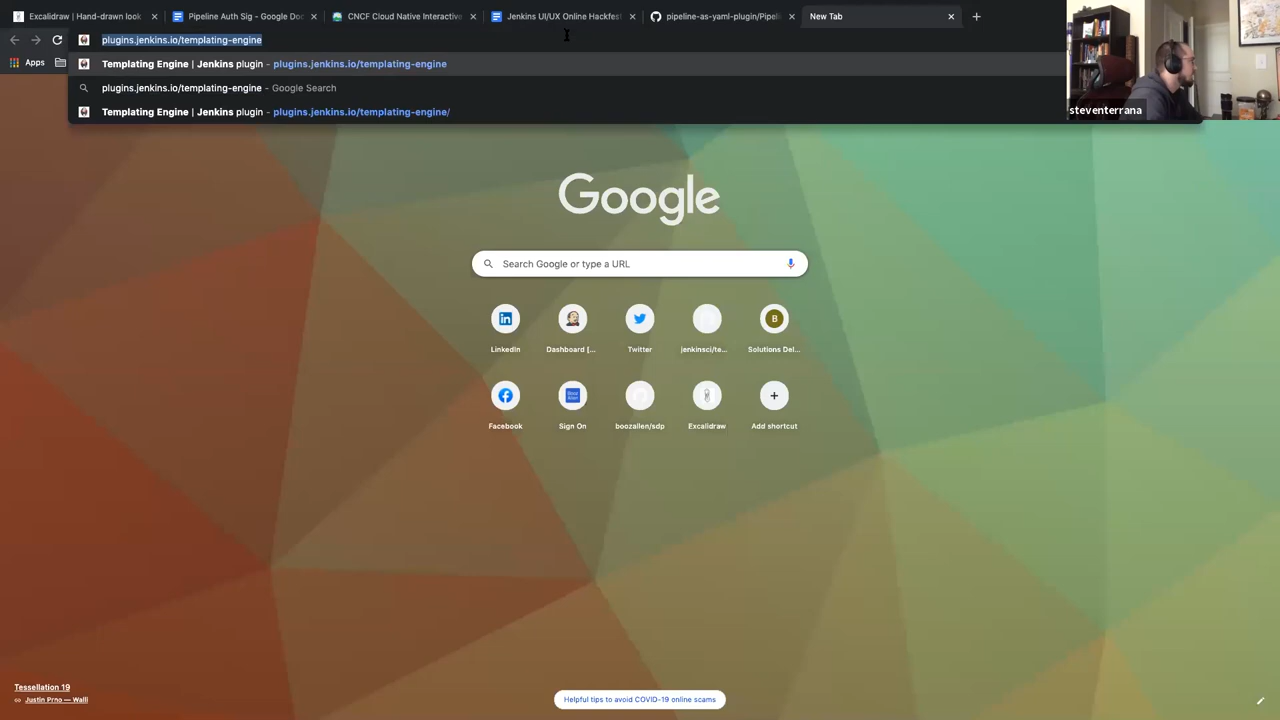 Excalidraw | Hand-drawn look
Pipeline Auth Sig - Google Doc
CNCF Cloud Native Interactive
Jenkins UI/UX Online Hackfest
pipeline-as-yaml-plugin/Pipeli
New Tab
plugins.jenkins.io/templating-engine
Apps
Templating Engine | Jenkins plugin - plugins.jenkins.io/templating-engine
plugins.jenkins.io/templating-engine - Google Search
Templating Engine | Jenkins plugin - plugins.jenkins.io/templating-engine/
steventerrana
Google
Search Google or type a URL
B
LinkedIn
Dashboard [...
Twitter
jenkinsci/te...
Solutions Del...
Facebook
Sign On
boozallen/sdp
Excalidraw
Add shortcut
Tessellation 19
Justin Prno — Walli
Helpful tips to avoid COVID-19 online scams